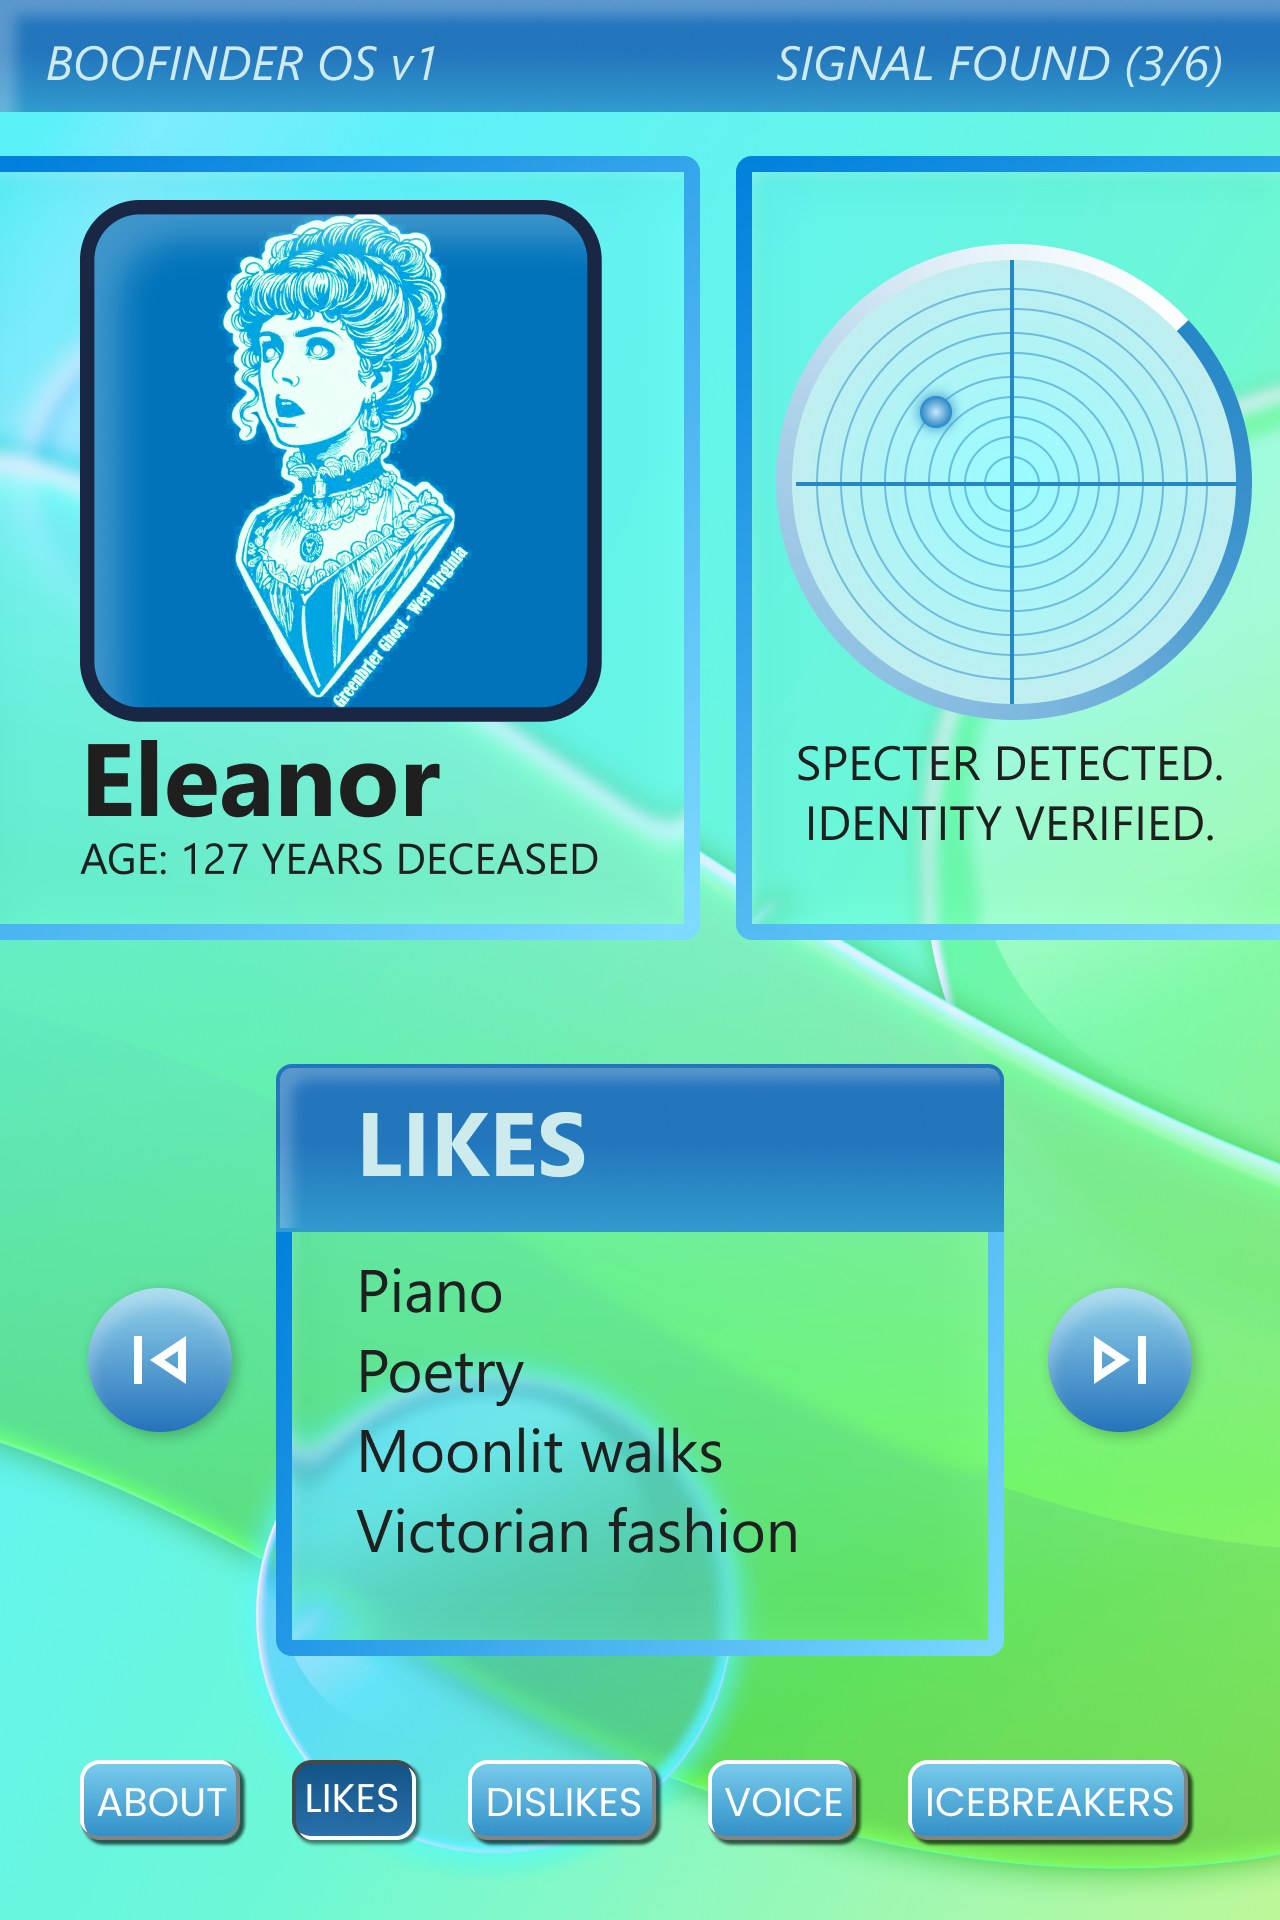 BOOFINDER OS v1
SIGNAL FOUND (3/6)
Greenbrier Ghost - West Virginia
Eleanor
AGE: 127 YEARS DECEASED
SPECTER DETECTED.
IDENTITY VERIFIED.
LIKES
Piano
Poetry
Moonlit walks
Victorian fashion
ABOUT
LIKES
DISLIKES
VOICE
ICEBREAKERS